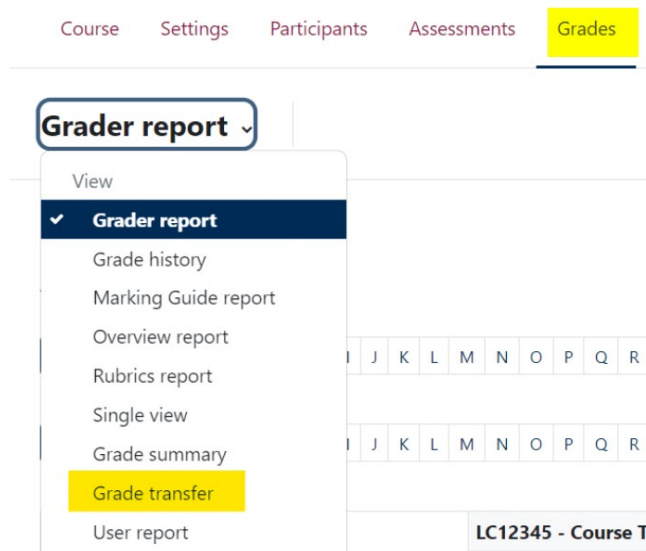 Course Settings Participants Assessments Grades
Grader report
View
Grader report
Grade history
Marking Guide report
Overview report
I J K L M N O P Q R
Rubrics report
Single view
Grade summary
I J K L M N O P Q R
Grade transfer
User report
LC12345 - Course T